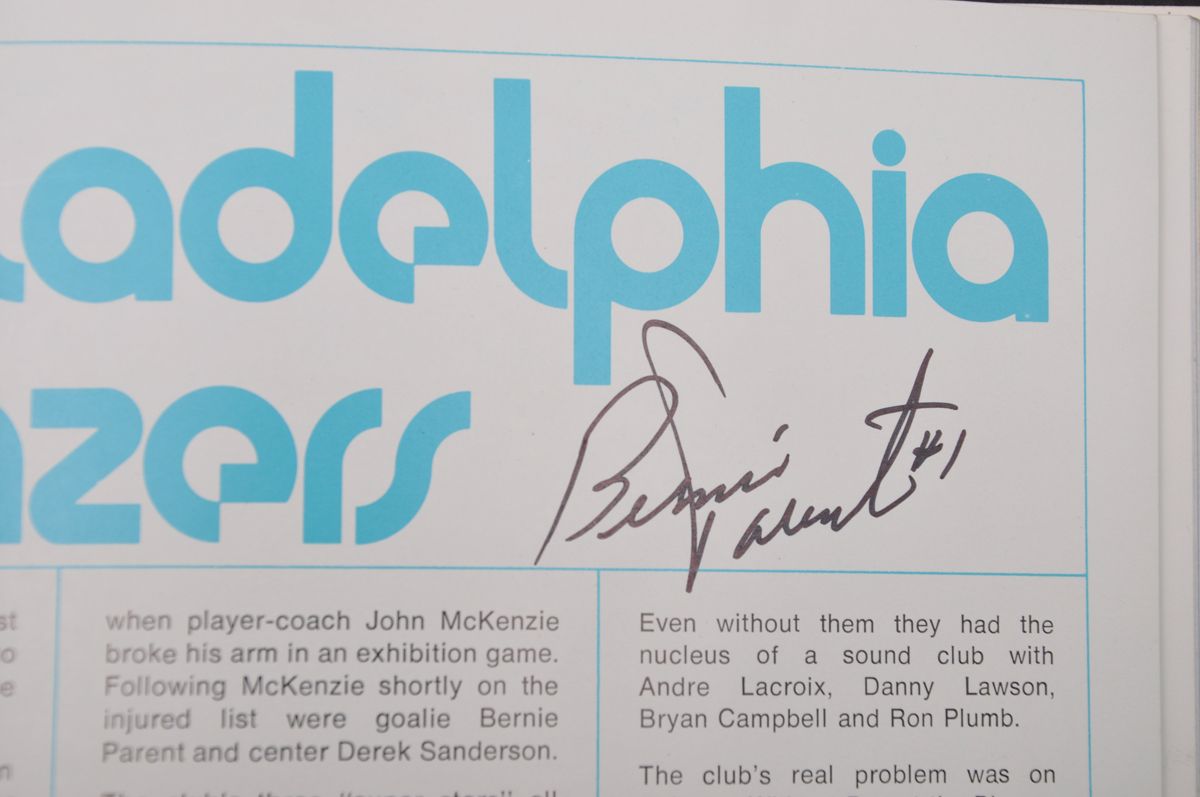 ladelphia
zers
Bernie
Parent #1
st
o
e
n
when player-coach John McKenzie
broke his arm in an exhibition game.
Following McKenzie shortly on the
injured list were goalie Bernie
Parent and center Derek Sanderson.
Even without them they had the
nucleus of a sound club with
Andre Lacroix, Danny Lawson,
Bryan Campbell and Ron Plumb.
The club's real problem was on